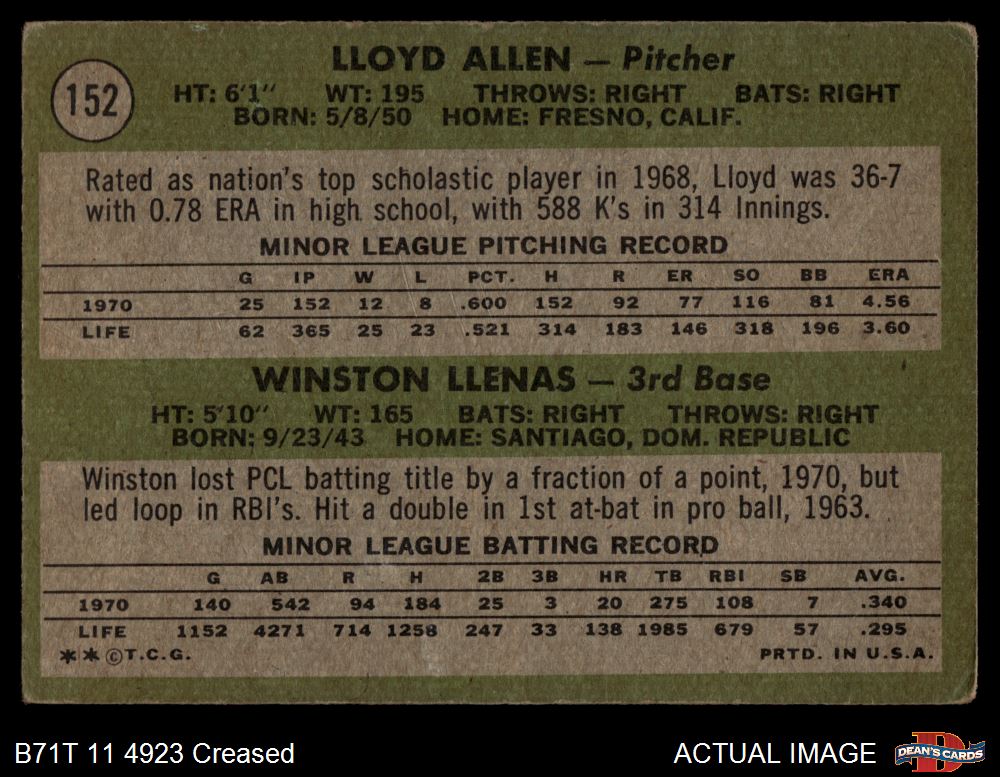 LLOYD ALLEN — Pitcher
152
HT: 6'1" WT: 195 THROWS: RIGHT BATS: RIGHT
BORN: 5/8/50 HOME: FRESNO, CALIF.
Rated as nation's top scholastic player in 1968, Lloyd was 36-7
with 0.78 ERA in high school, with 588 K's in 314 Innings.
MINOR LEAGUE PITCHING RECORD
G IP W L PCT. H R ER SO BB ERA
1970 25 152 12 8 .600 152 92 77 116 81 4.56
LIFE 62 365 25 23 .521 314 183 146 318 196 3.60
WINSTON LLENAS — 3rd Base
HT: 5'10" WT: 165 BATS: RIGHT THROWS: RIGHT
BORN: 9/23/43 HOME: SANTIAGO, DOM. REPUBLIC
Winston lost PCL batting title by a fraction of a point, 1970, but
led loop in RBI's. Hit a double in 1st at-bat in pro ball, 1963.
MINOR LEAGUE BATTING RECORD
G AB R H 2B 3B HR TB RBI SB AVG.
1970 140 542 94 184 25 3 20 275 108 7 .340
LIFE 1152 4271 714 1258 247 33 138 1985 679 57 .295
**©T.C.G. PRTD. IN U.S.A.
B71T 11 4923 Creased ACTUAL IMAGE DEAN'S CARDS